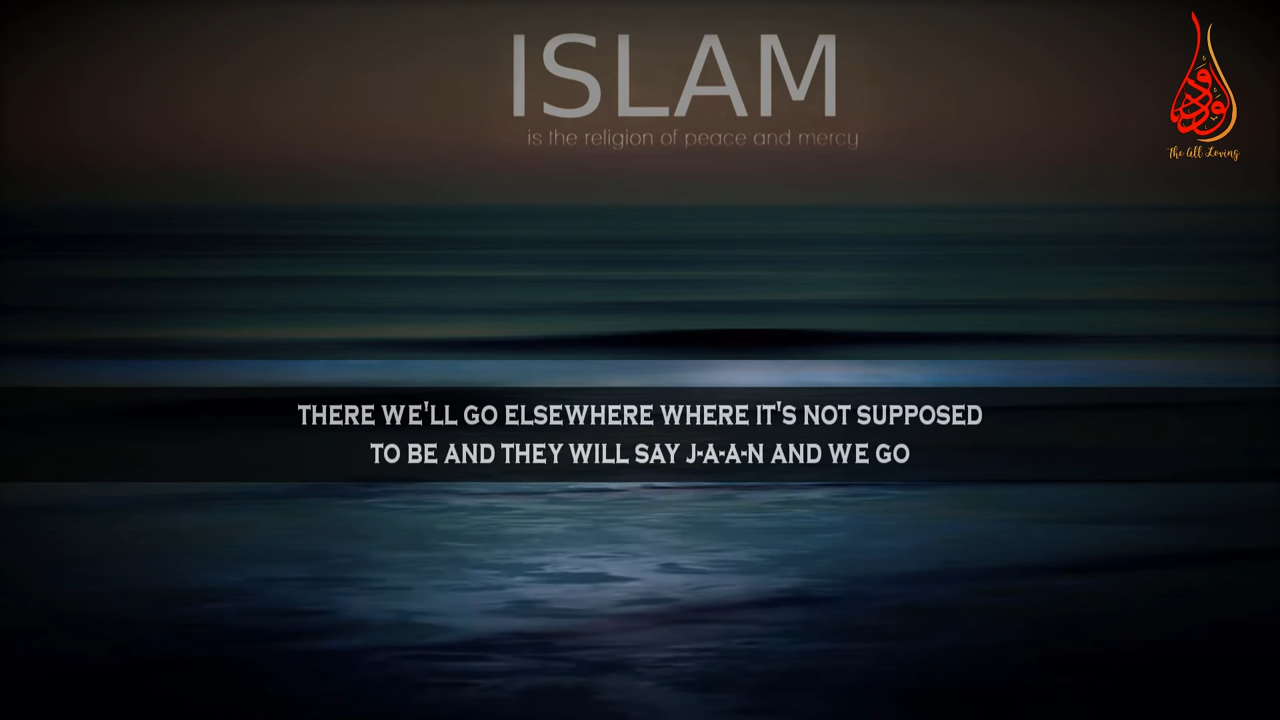 ISLAM
is the religion of peace and mercy
الودود
The All Loving
THERE WE'LL GO ELSEWHERE WHERE IT'S NOT SUPPOSED
TO BE AND THEY WILL SAY J-A-A-N AND WE GO